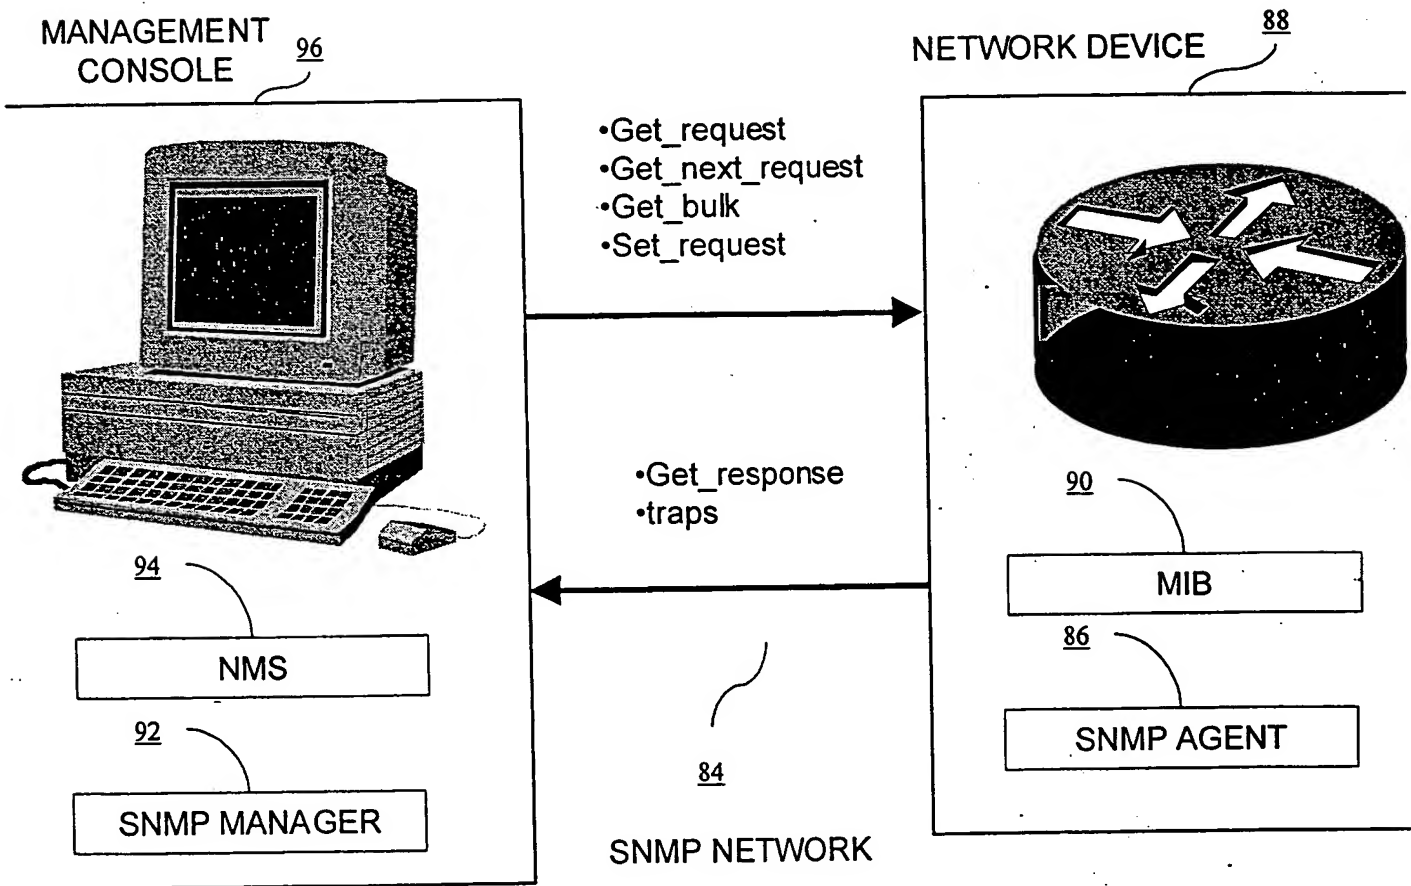 MANAGEMENT
CONSOLE
96
NETWORK DEVICE
88
•Get_request
•Get_next_request
•Get_bulk
•Set_request
•Get_response
•traps
94
NMS
92
SNMP MANAGER
90
MIB
86
SNMP AGENT
84
SNMP NETWORK